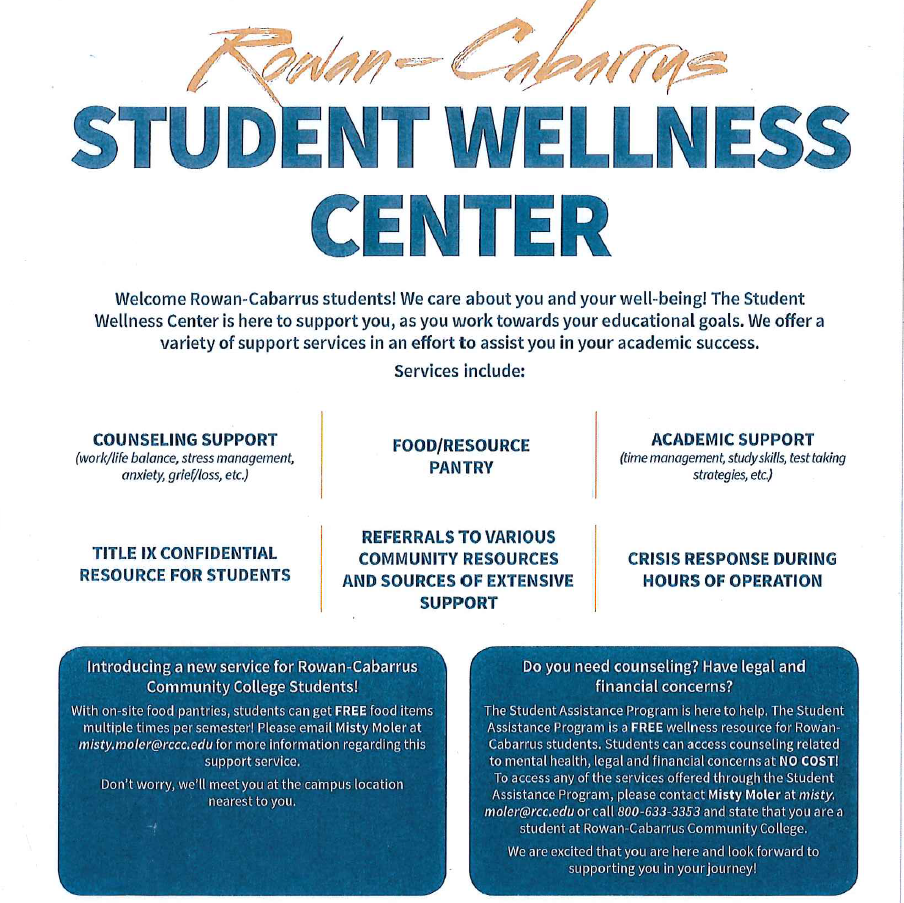 Rowan-Cabarrus
STUDENT WELLNESS
CENTER
Welcome Rowan-Cabarrus students! We care about you and your well-being! The Student
Wellness Center is here to support you, as you work towards your educational goals. We offer a
variety of support services in an effort to assist you in your academic success.
Services include:
COUNSELING SUPPORT
(work/life balance, stress management,
anxiety, grief/loss, etc.)
FOOD/RESOURCE
PANTRY
ACADEMIC SUPPORT
(time management, study skills, test taking
strategies, etc.)
TITLE IX CONFIDENTIAL
RESOURCE FOR STUDENTS
REFERRALS TO VARIOUS
COMMUNITY RESOURCES
AND SOURCES OF EXTENSIVE
SUPPORT
CRISIS RESPONSE DURING
HOURS OF OPERATION
Introducing a new service for Rowan-Cabarrus
Community College Students!
With on-site food pantries, students can get FREE food items
multiple times per semester! Please email Misty Moler at
misty.moler@rccc.edu for more information regarding this
support service.
Don't worry, we'll meet you at the campus location
nearest to you.
Do you need counseling? Have legal and
financial concerns?
The Student Assistance Program is here to help. The Student
Assistance Program is a FREE wellness resource for Rowan-
Cabarrus students. Students can access counseling related
to mental health, legal and financial concerns at NO COST!
To access any of the services offered through the Student
Assistance Program, please contact Misty Moler at misty.
moler@rcc.edu or call 800-633-3353 and state that you are a
student at Rowan-Cabarrus Community College.
We are excited that you are here and look forward to
supporting you in your journey!